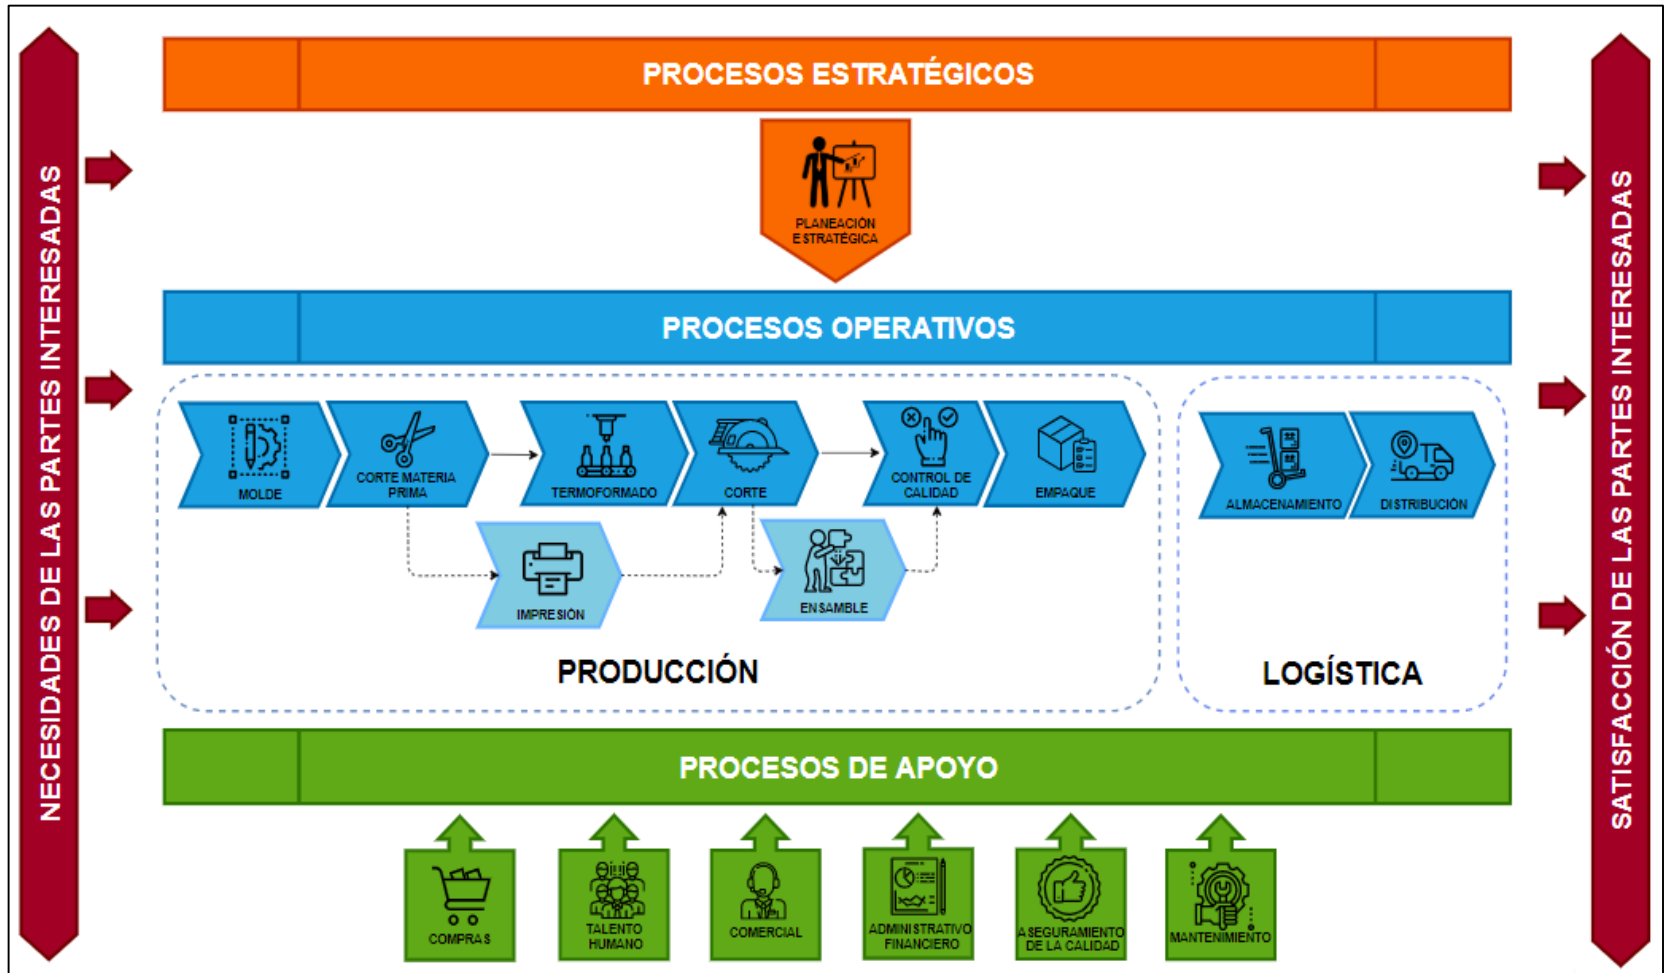 NECESIDADES DE LAS PARTES INTERESADAS
PROCESOS ESTRATÉGICOS
PLANEACIÓN
ESTRATÉGICA
PROCESOS OPERATIVOS
MOLDE
CORTE MATERIA
PRIMA
TERMOFORMADO
CORTE
CONTROL DE
CALIDAD
EMPAQUE
IMPRESIÓN
ENSAMBLE
PRODUCCIÓN
ALMACENAMIENTO
DISTRIBUCIÓN
LOGÍSTICA
PROCESOS DE APOYO
COMPRAS
TALENTO
HUMANO
COMERCIAL
ADMINISTRATIVO
FINANCIERO
ASEGURAMIENTO
DE LA CALIDAD
MANTENIMIENTO
SATISFACCIÓN DE LAS PARTES INTERESADAS